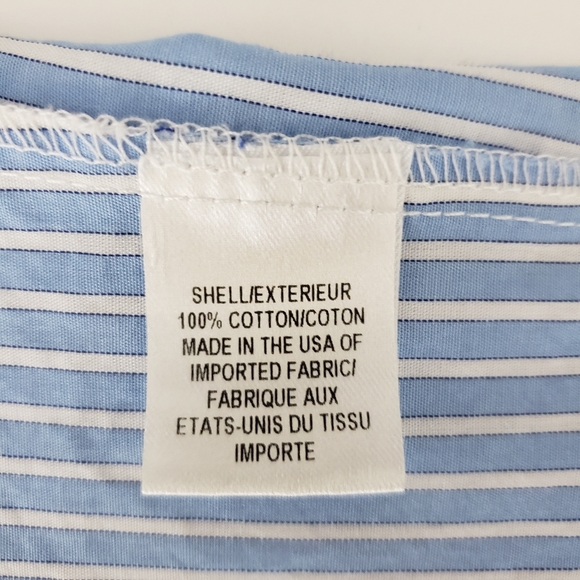 SHELL/EXTERIEUR
100% COTTON/COTON
MADE IN THE USA OF
IMPORTED FABRIC/
FABRIQUE AUX
ETATS-UNIS DU TISSU
IMPORTE